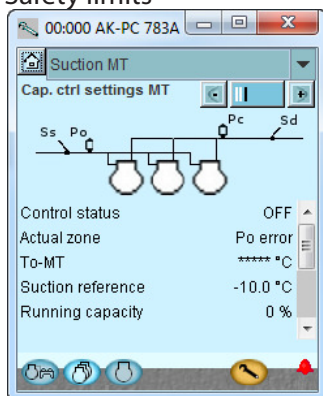 Safety limits
00:000 AK-PC 783A
Suction MT
Cap. ctrl settings MT
Ss Po Pc Sd
Control status OFF
Actual zone Po error
To-MT ***** °C
Suction reference -10.0 °C
Running capacity 0 %